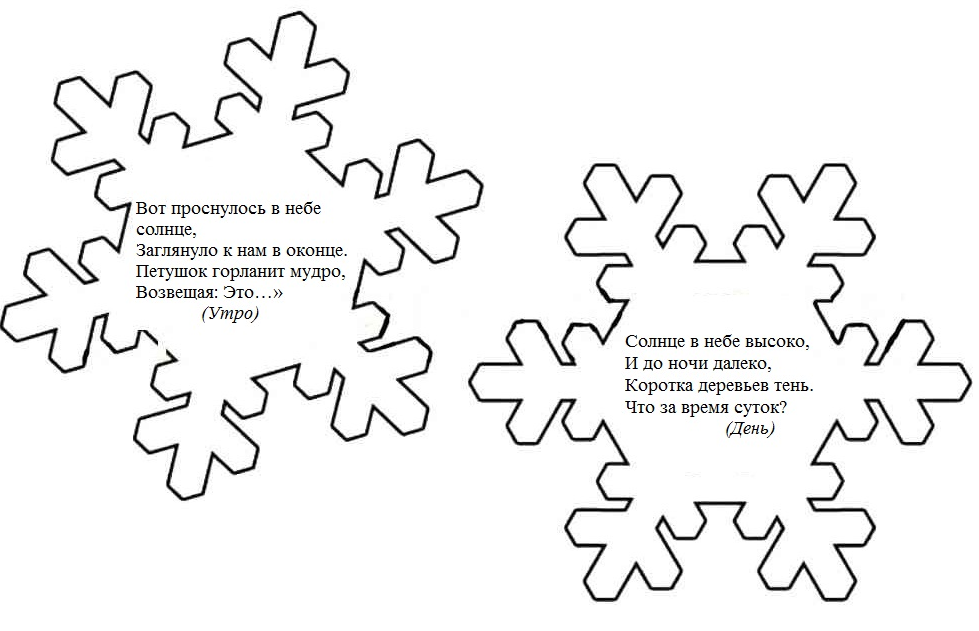 Вот проснулось в небе
солнце,
Заглянуло к нам в оконце.
Петушок горланит мудро,
Возвещая: Это…»
(Утро)
Солнце в небе высоко,
И до ночи далеко,
Коротка деревьев тень.
Что за время суток?
(День)